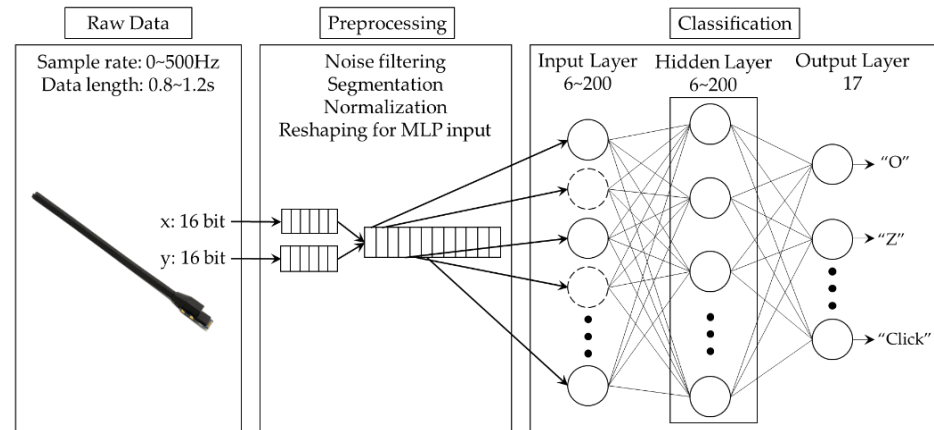 Raw Data
Sample rate: 0~500Hz
Data length: 0.8~1.2s
x: 16 bit
y: 16 bit
Preprocessing
Noise filtering
Segmentation
Normalization
Reshaping for MLP input
Classification
Input Layer
6~200
Hidden Layer
6~200
Output Layer
17
“O”
“Z”
“Click”